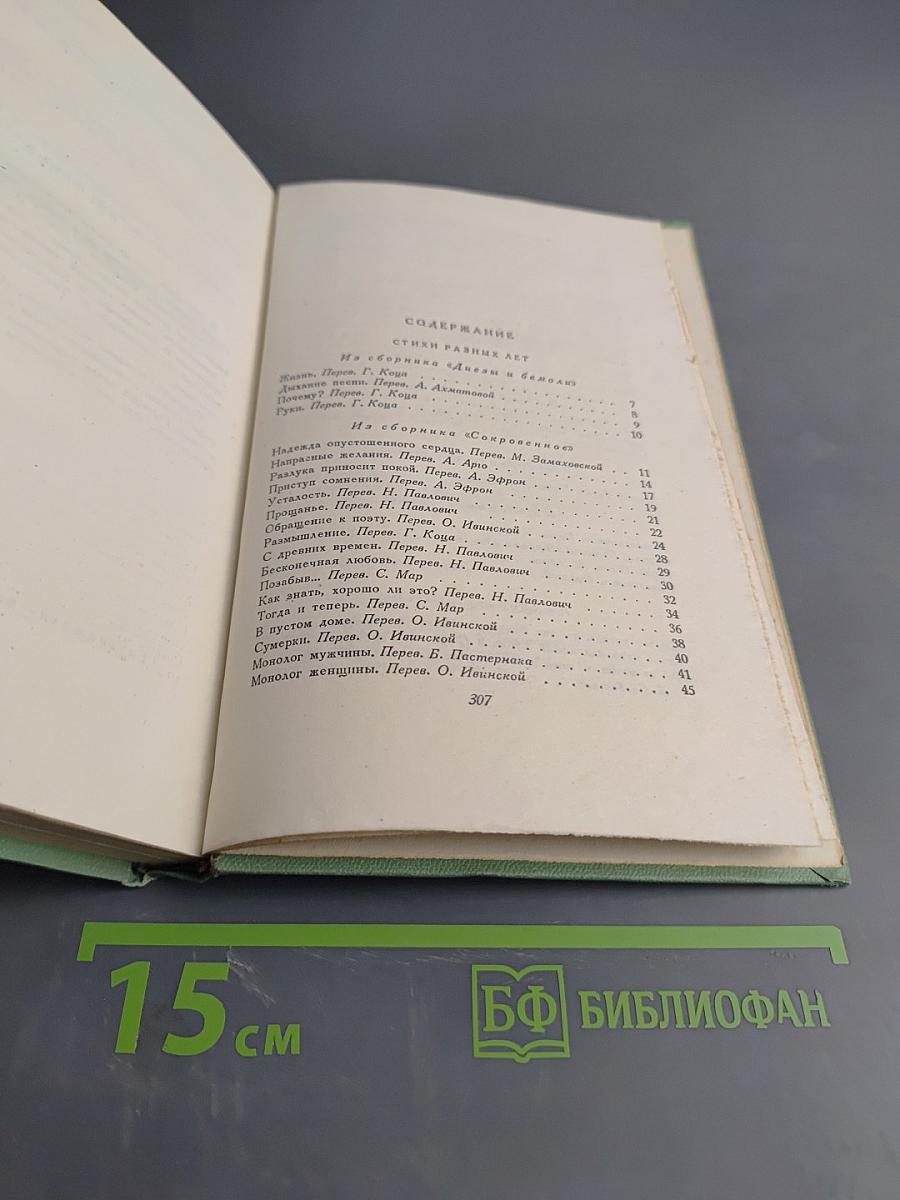 СОДЕРЖАНИЕ
СТИХИ РАЗНЫХ ЛЕТ
Из сборника «Диезы и бемоли»
Жизнь. Перев. Г. Коца . . . . . . . . . . 7
Дыхание песни. Перев. А. Ахматовой . . . . . . . . . . 8
Почему? Перев. Г. Коца . . . . . . . . . . 9
Руки. Перев. Г. Коца . . . . . . . . . . 10
Из сборника «Сокровенное»
Надежда опустошенного сердца. Перев. М. Замаховской . . 11
Напрасные желания. Перев. А. Арго . . . . . . . . . . 14
Разлука приносит покой. Перев. А. Эфрон . . . . . . . . 17
Приступ сомнения. Перев. А. Эфрон . . . . . . . . . . 19
Усталость. Перев. Н. Павлович . . . . . . . . . . 21
Прощанье. Перев. Н. Павлович . . . . . . . . . . 22
Обращение к поэту. Перев. О. Ивинской . . . . . . . . 24
Размышление. Перев. Г. Коца . . . . . . . . . . 28
С древних времен. Перев. Н. Павлович . . . . . . . . 29
Бесконечная любовь. Перев. Н. Павлович . . . . . . . . 30
Позабыв... Перев. С. Мар . . . . . . . . . . 32
Как знать, хорошо ли это? Перев. Н. Павлович . . . . . 34
Тогда и теперь. Перев. С. Мар . . . . . . . . . . 36
В пустом доме. Перев. О. Ивинской . . . . . . . . . . 38
Сумерки. Перев. О. Ивинской . . . . . . . . . . 40
Монолог мужчины. Перев. Б. Пастернака . . . . . . . . 41
Монолог женщины. Перев. О. Ивинской . . . . . . . . 45
307
15 см
БФ БИБЛИОФАН